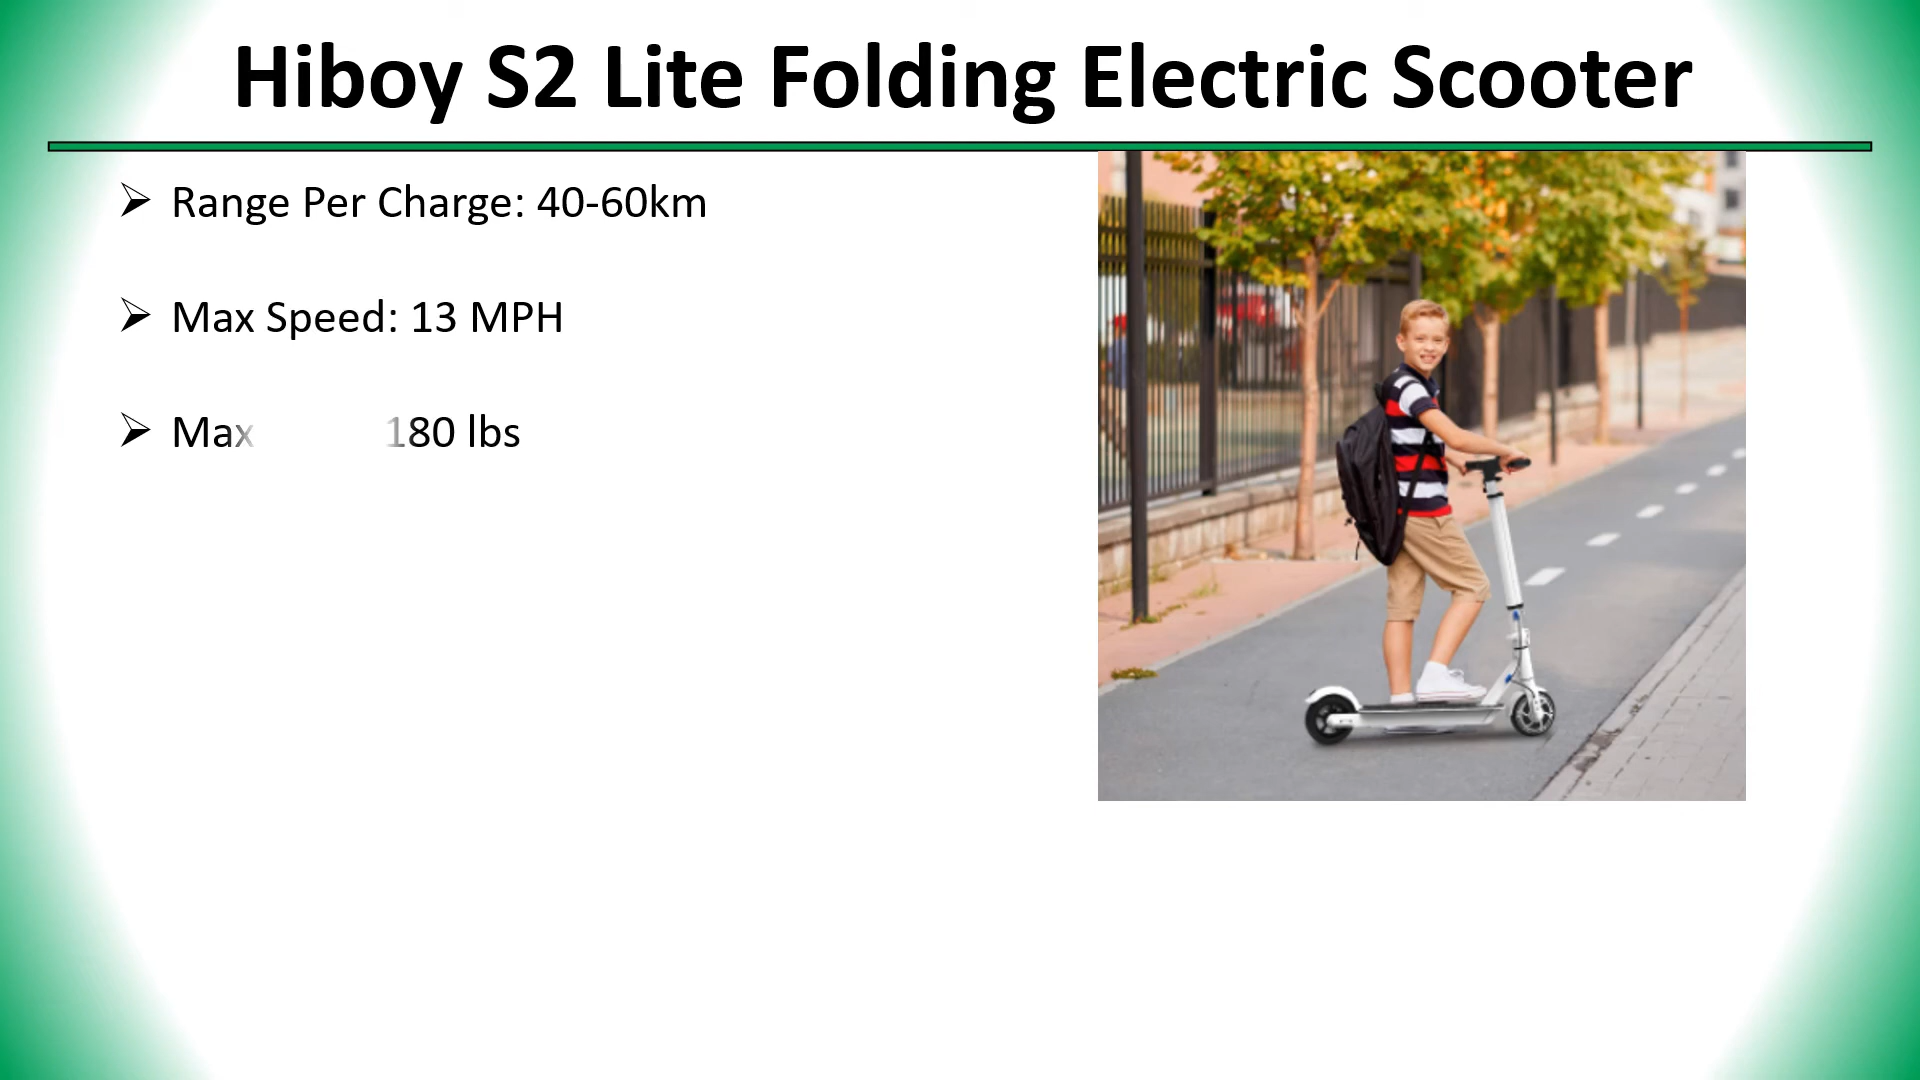 Hiboy S2 Lite Folding Electric Scooter
Range Per Charge: 40-60km
Max Speed: 13 MPH
Max 180 lbs